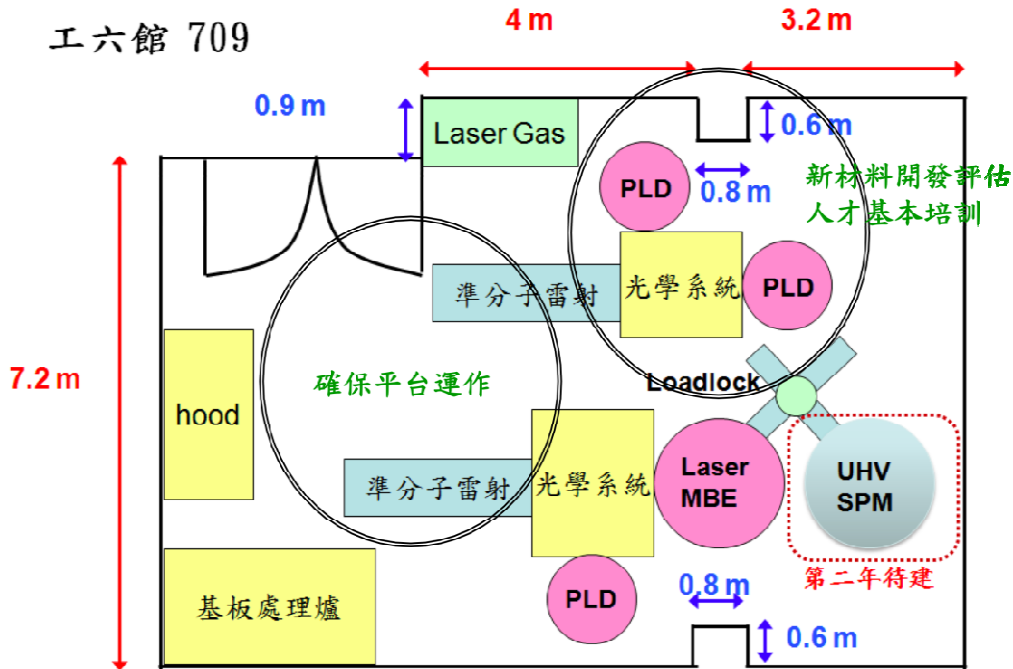 工六館 709
4 m
3.2 m
0.9 m
Laser Gas
0.6 m
PLD
0.8 m
新材料開發評估
人才基本培訓
準分子雷射
光學系統
PLD
7.2 m
確保平台運作
Loadlock
hood
準分子雷射
光學系統
Laser
MBE
UHV
SPM
第二年待建
基板處理爐
PLD
0.8 m
0.6 m